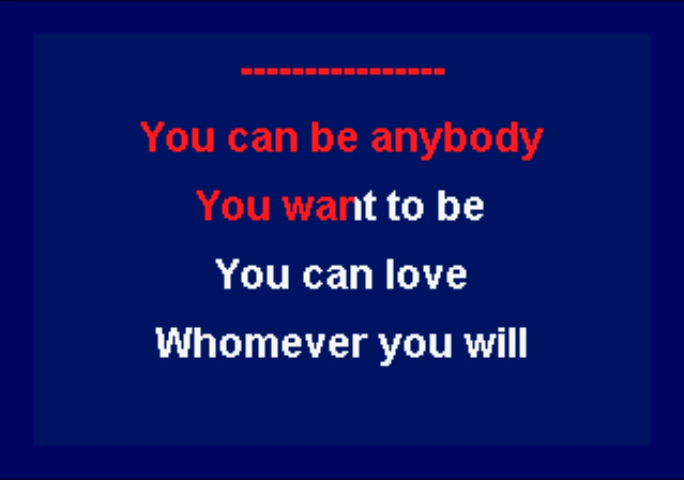 ----------------
You can be anybody
You want to be
You can love
Whomever you will